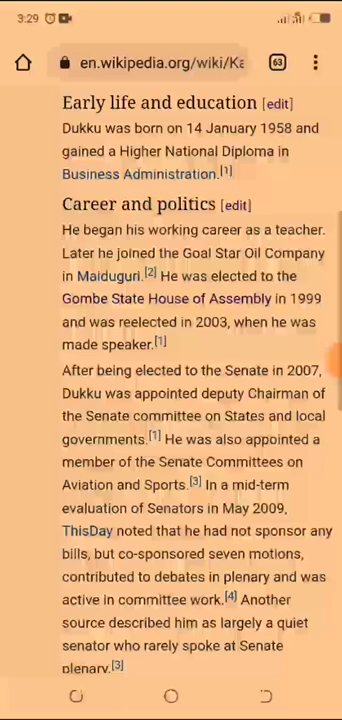 3:29
en.wikipedia.org/wiki/Ka
63
Early life and education [edit]
Dukku was born on 14 January 1958 and
gained a Higher National Diploma in
Business Administration.[1]
Career and politics [edit]
He began his working career as a teacher.
Later he joined the Goal Star Oil Company
in Maiduguri.[2] He was elected to the
Gombe State House of Assembly in 1999
and was reelected in 2003, when he was
made speaker.[1]
After being elected to the Senate in 2007,
Dukku was appointed deputy Chairman of
the Senate committee on States and local
governments.[1] He was also appointed a
member of the Senate Committees on
Aviation and Sports.[3] In a mid-term
evaluation of Senators in May 2009,
ThisDay noted that he had not sponsor any
bills, but co-sponsored seven motions,
contributed to debates in plenary and was
active in committee work.[4] Another
source described him as largely a quiet
senator who rarely spoke at Senate
plenary.[3]